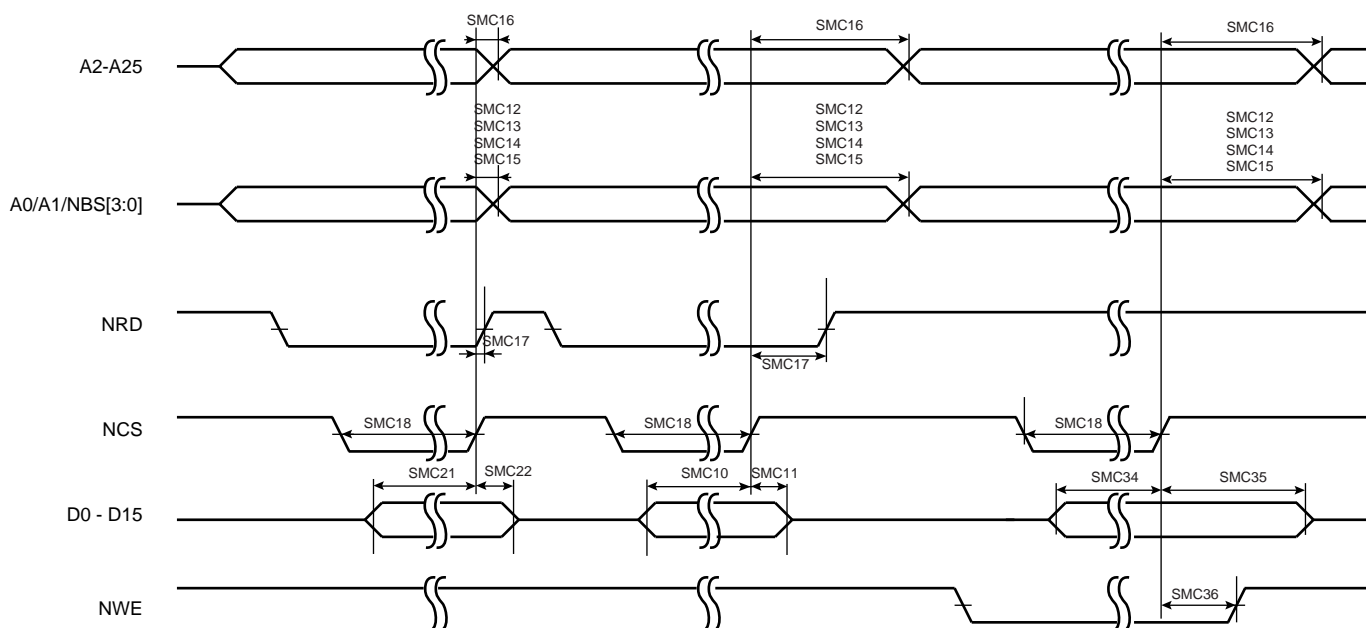 SMC16
SMC16
SMC16
A2-A25
SMC12
SMC13
SMC14
SMC15
SMC12
SMC13
SMC14
SMC15
SMC12
SMC13
SMC14
SMC15
A0/A1/NBS[3:0]
NRD
SMC17
SMC17
NCS
SMC18
SMC18
SMC18
SMC21
SMC22
SMC10
SMC11
SMC34
SMC35
D0 - D15
NWE
SMC36